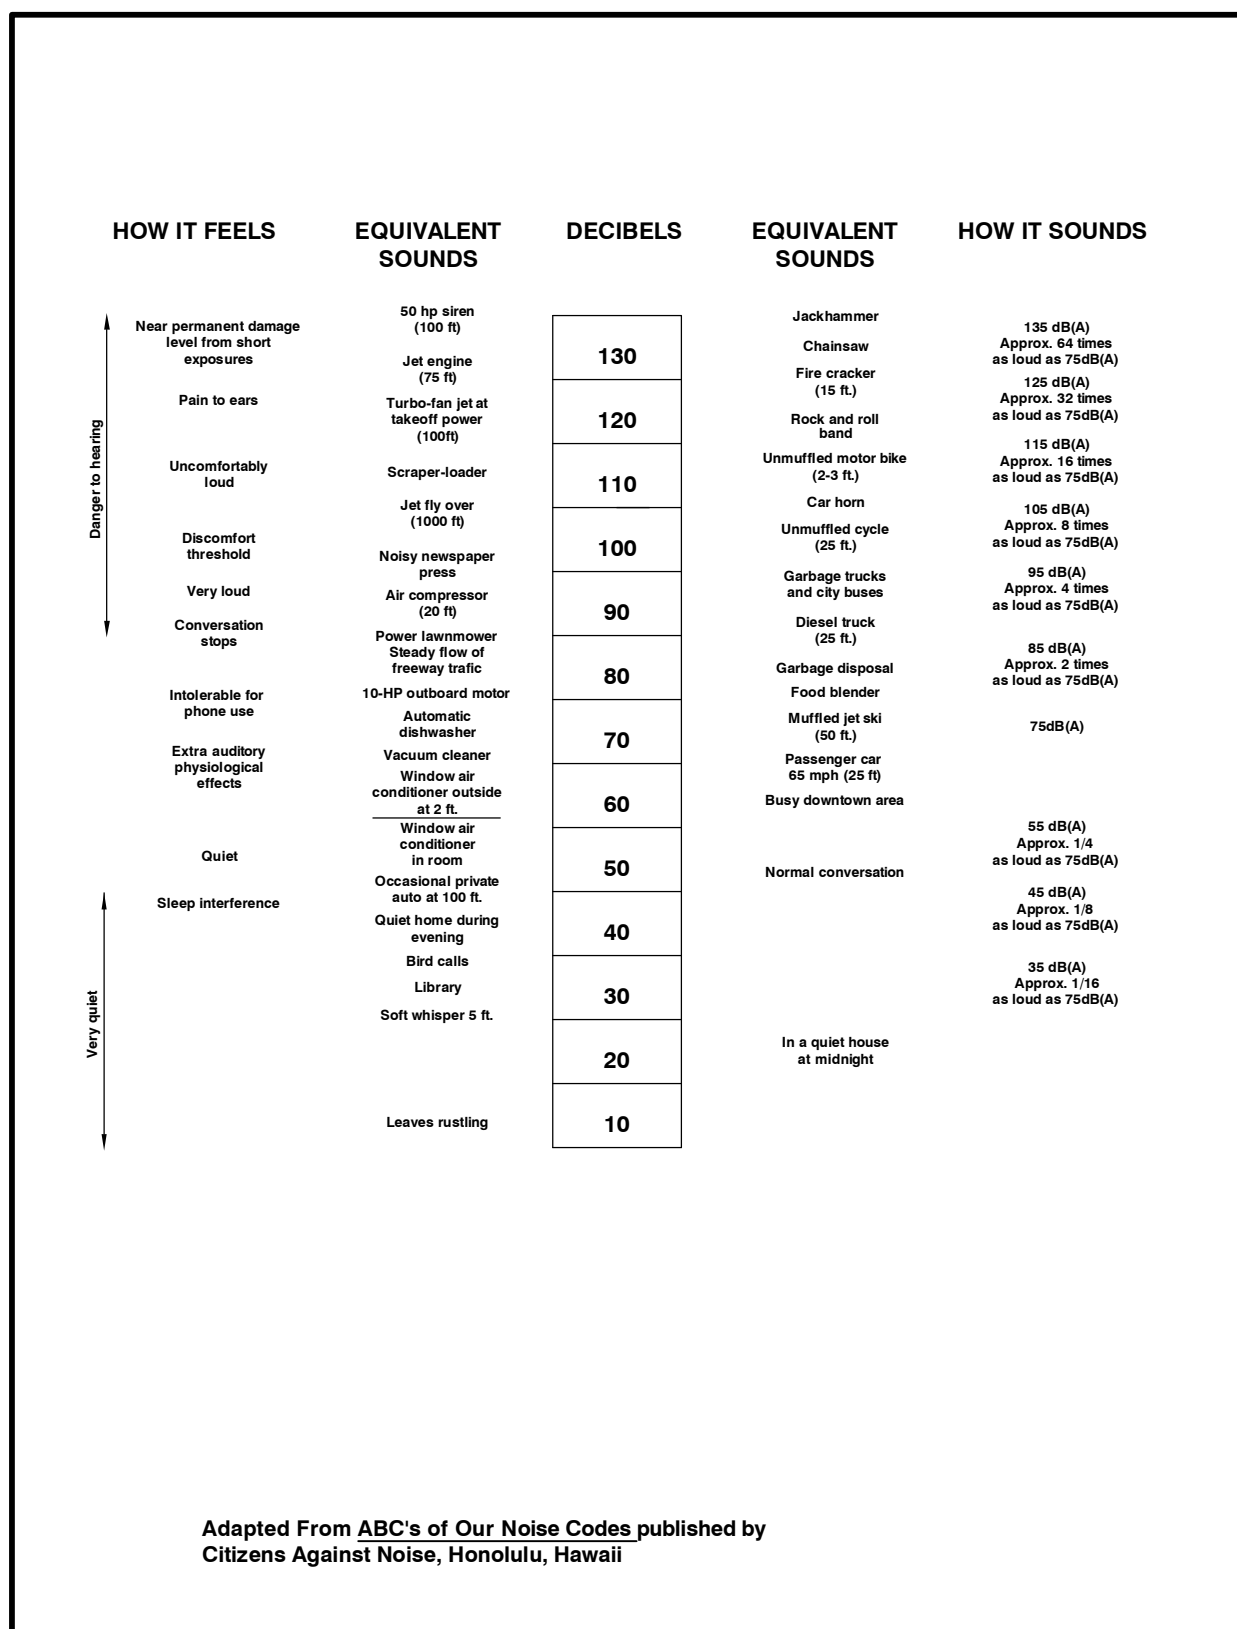 HOW IT FEELS
EQUIVALENT
SOUNDS
DECIBELS
EQUIVALENT
SOUNDS
HOW IT SOUNDS
Danger to hearing
Near permanent damage
level from short
exposures
Pain to ears
Uncomfortably
loud
Discomfort
threshold
Very loud
Conversation
stops
Intolerable for
phone use
Extra auditory
physiological
effects
Quiet
Sleep interference
Very quiet
50 hp siren
(100 ft)
Jet engine
(75 ft)
Turbo-fan jet at
takeoff power
(100ft)
Scraper-loader
Jet fly over
(1000 ft)
Noisy newspaper
press
Air compressor
(20 ft)
Power lawnmower
Steady flow of
freeway trafic
10-HP outboard motor
Automatic
dishwasher
Vacuum cleaner
Window air
conditioner outside
at 2 ft.
Window air
conditioner
in room
Occasional private
auto at 100 ft.
Quiet home during
evening
Bird calls
Library
Soft whisper 5 ft.
Leaves rustling
130
120
110
100
90
80
70
60
50
40
30
20
10
Jackhammer
Chainsaw
Fire cracker
(15 ft.)
Rock and roll
band
Unmuffled motor bike
(2-3 ft.)
Car horn
Unmuffled cycle
(25 ft.)
Garbage trucks
and city buses
Diesel truck
(25 ft.)
Garbage disposal
Food blender
Muffled jet ski
(50 ft.)
Passenger car
65 mph (25 ft)
Busy downtown area
Normal conversation
In a quiet house
at midnight
135 dB(A)
Approx. 64 times
as loud as 75dB(A)
125 dB(A)
Approx. 32 times
as loud as 75dB(A)
115 dB(A)
Approx. 16 times
as loud as 75dB(A)
105 dB(A)
Approx. 8 times
as loud as 75dB(A)
95 dB(A)
Approx. 4 times
as loud as 75dB(A)
85 dB(A)
Approx. 2 times
as loud as 75dB(A)
75dB(A)
55 dB(A)
Approx. 1/4
as loud as 75dB(A)
45 dB(A)
Approx. 1/8
as loud as 75dB(A)
35 dB(A)
Approx. 1/16
as loud as 75dB(A)
Adapted From ABC's of Our Noise Codes published by
Citizens Against Noise, Honolulu, Hawaii